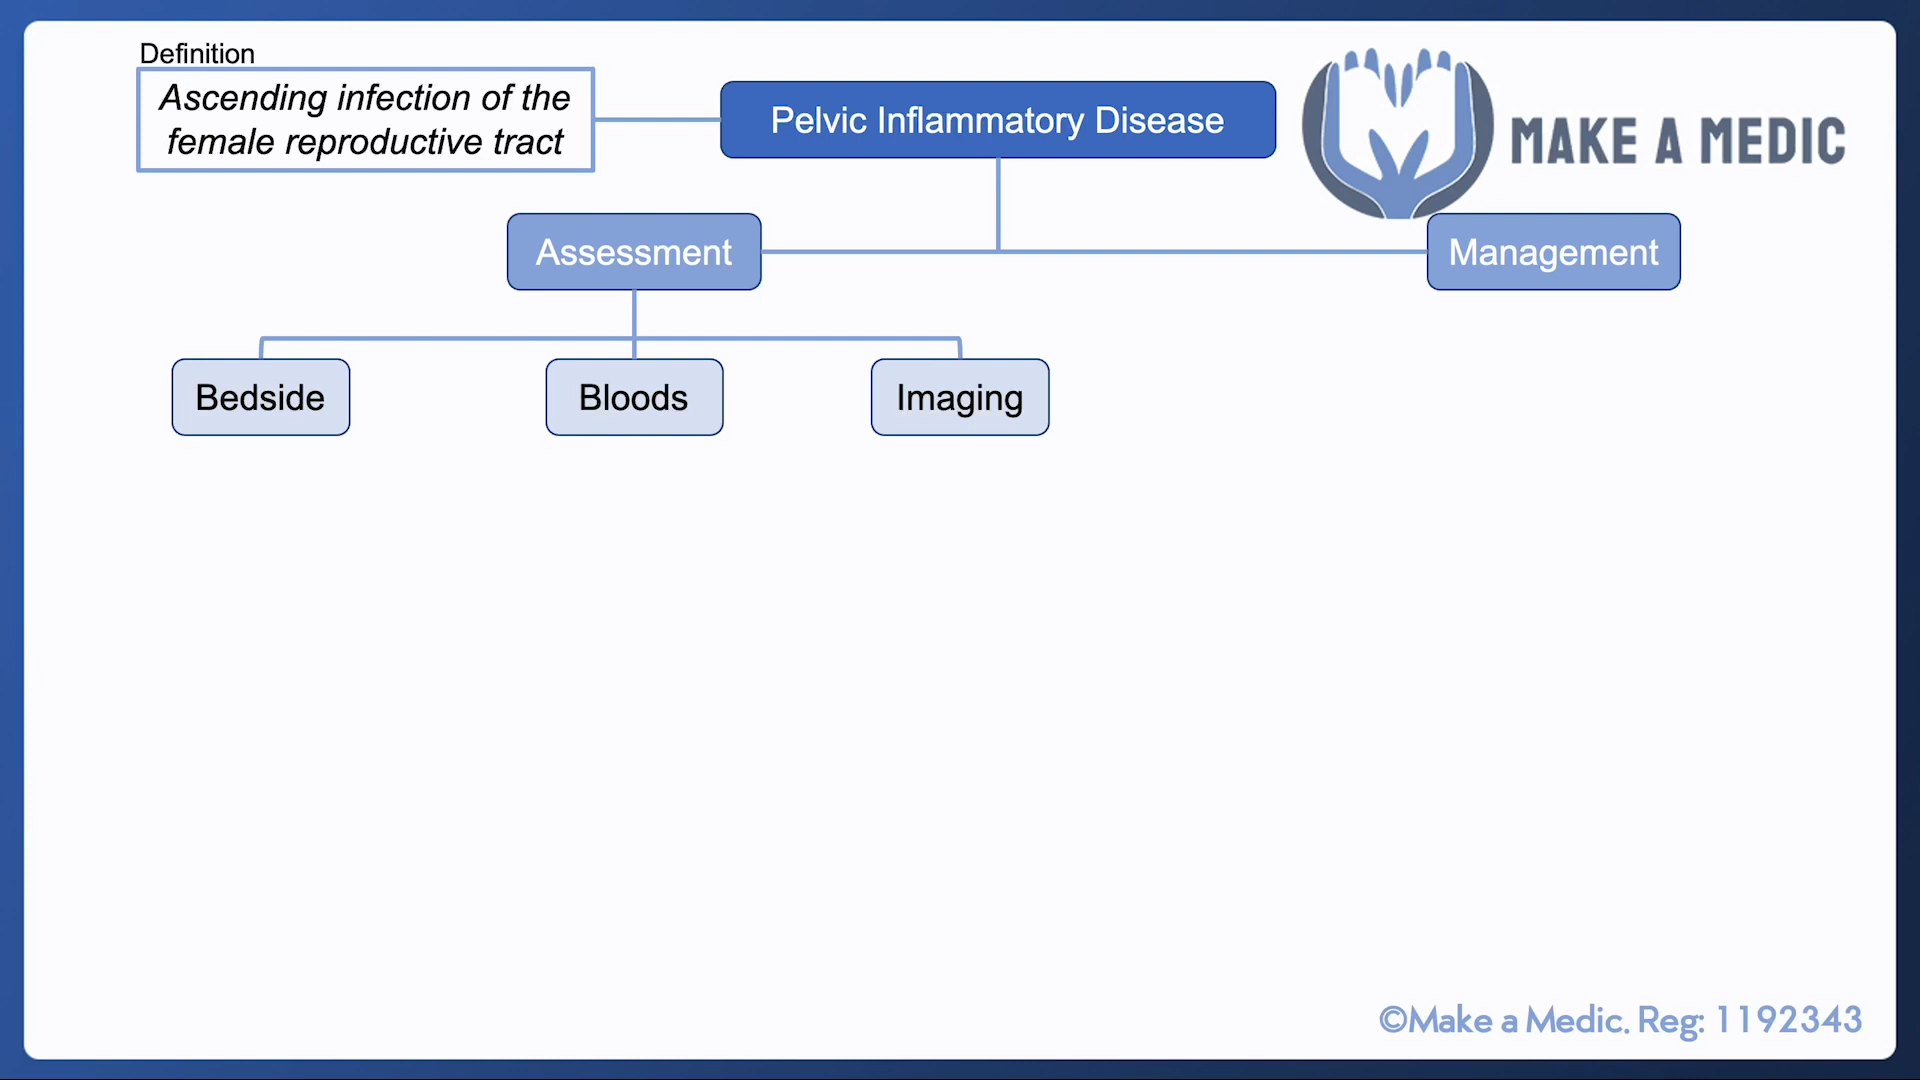 Definition
Ascending infection of the
female reproductive tract
Pelvic Inflammatory Disease
MAKE A MEDIC
Assessment
Management
Bedside
Bloods
Imaging
©Make a Medic. Reg: 1192343